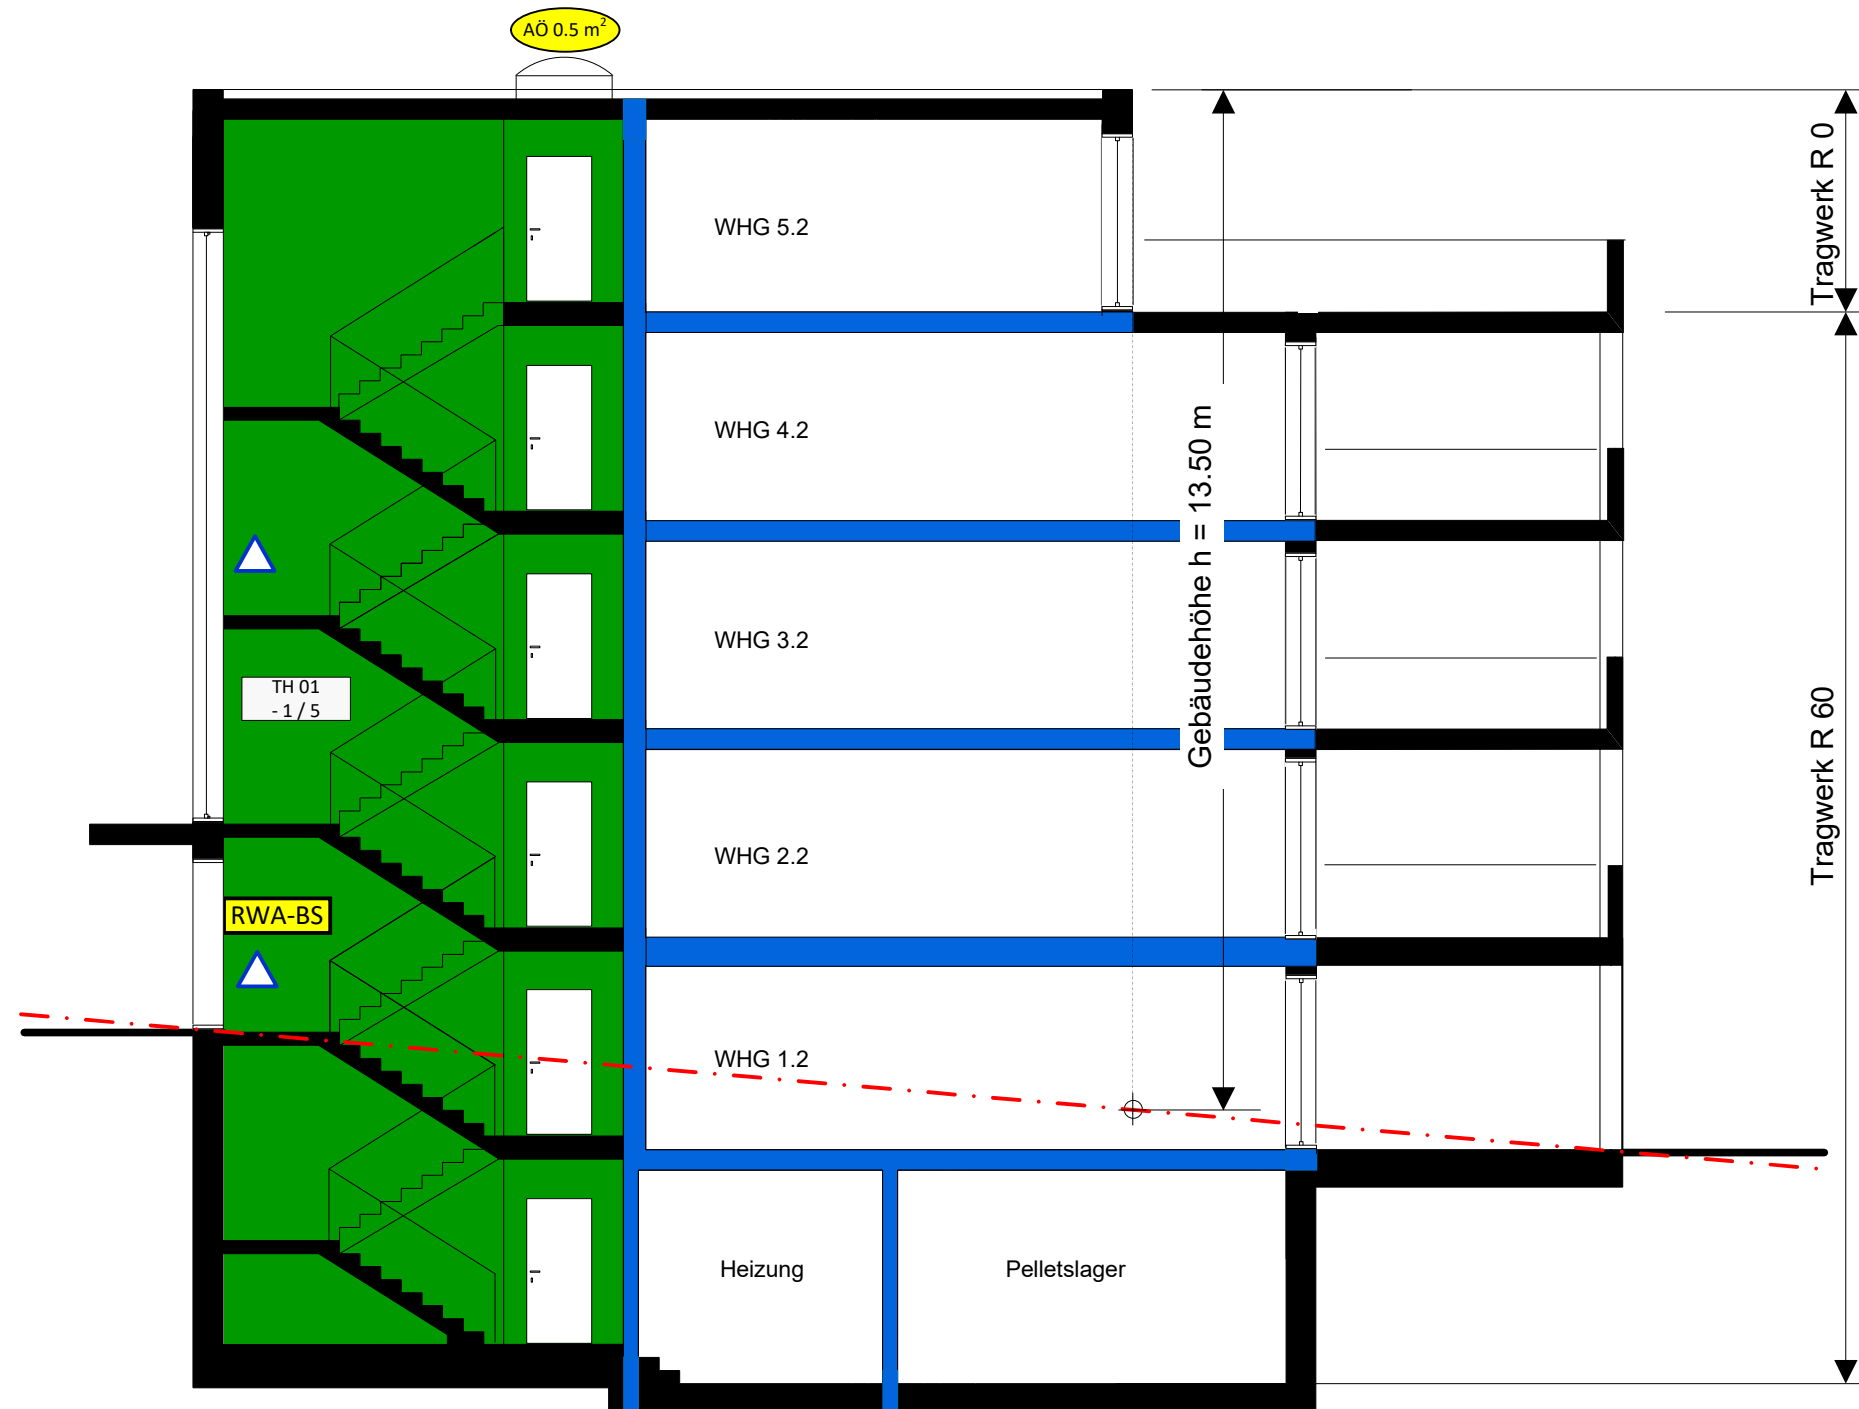 AÖ 0.5 m²
Tragwerk R 0
WHG 5.2
WHG 4.2
Gebäudehöhe h = 13.50 m
WHG 3.2
TH 01
- 1 / 5
Tragwerk R 60
WHG 2.2
RWA-BS
WHG 1.2
Heizung
Pelletslager